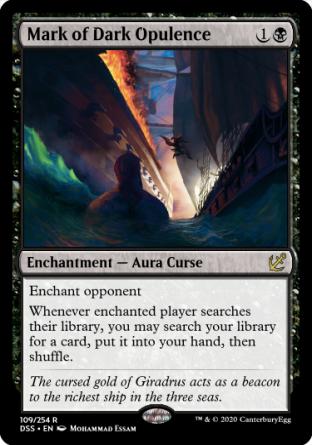 Mark of Dark Opulence 1
Enchantment — Aura Curse
Enchant opponent
Whenever enchanted player searches
their library, you may search your library
for a card, put it into your hand, then
shuffle.
The cursed gold of Giradrus acts as a beacon
to the richest ship in the three seas.
109/254 R
™ & © 2020 CanterburyEgg
DSS • EN Mohammad Essam